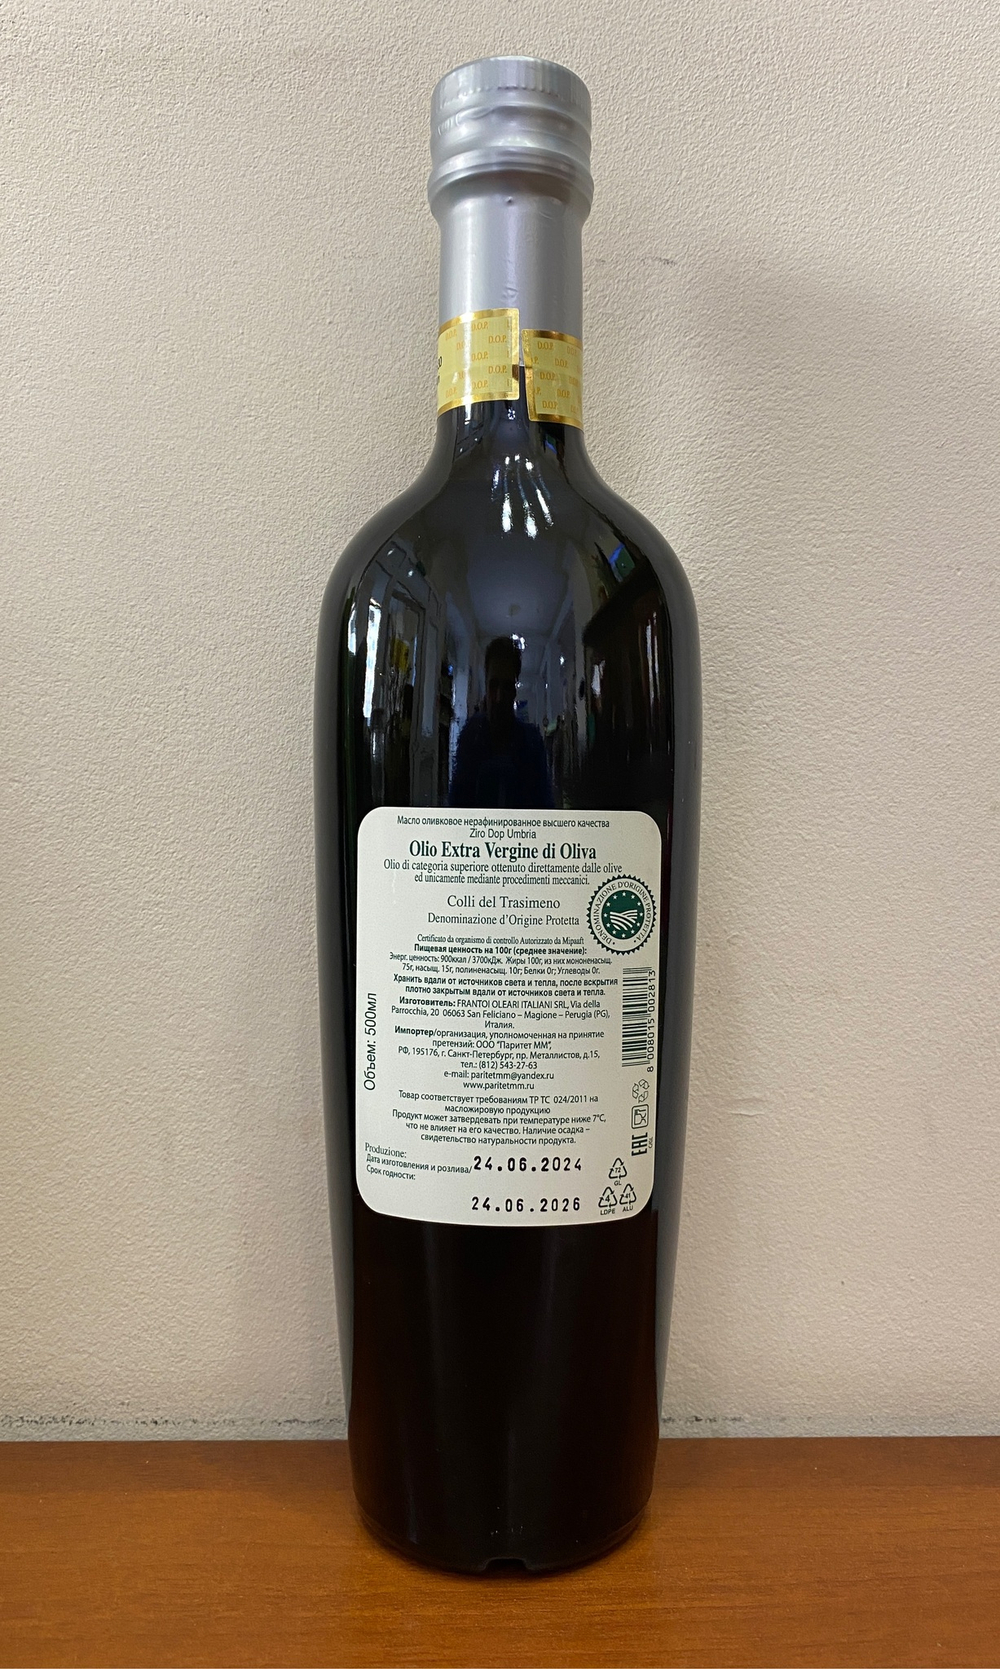 D.O.P. D.O.P.
D.O.P. D.O.P.
D.O.P. D.O.P.
D.O.P.
D.O.P. D.O.P.
D.O.P.
Масло оливковое нерафинированное высшего качества
Ziro Dop Umbria
Olio Extra Vergine di Oliva
Olio di categoria superiore ottenuto direttamente dalle olive
ed unicamente mediante procedimenti meccanici.
Colli del Trasimeno
Denominazione d'Origine Protetta
DENOMINAZIONE D'ORIGINE PROTETTA
Certificato da organismo di controllo Autorizzato da Mipaaft
Пищевая ценность на 100г (среднее значение):
Энерг. ценность: 900ккал / 3700кДж. Жиры 100г, из них мононенасыщ.
75г, насыщ. 15г, полиненасыщ. 10г; Белки 0г; Углеводы 0г.
Хранить вдали от источников света и тепла, после вскрытия
плотно закрытым вдали от источников света и тепла.
Изготовитель: FRANTOI OLEARI ITALIANI SRL, Via della
Parrocchia, 20 06063 San Feliciano – Magione – Perugia (PG),
Италия.
Импортер/организация, уполномоченная на принятие
претензий: ООО "Паритет ММ",
РФ, 195176, г. Санкт-Петербург, пр. Металлистов, д.15,
тел.: (812) 543-27-63
e-mail: paritetmm@yandex.ru
www.paritetmm.ru
Товар соответствует требованиям ТР ТС 024/2011 на
масложировую продукцию
Продукт может затвердевать при температуре ниже 7°С,
что не влияет на его качество. Наличие осадка –
свидетельство натуральности продукта.
Объем: 500мл
8 008015 002813
EAC
Produzione:
Дата изготовления и розлива/
Срок годности:
24.06.2024
24.06.2026
72
GL
4
LDPE
41
ALU